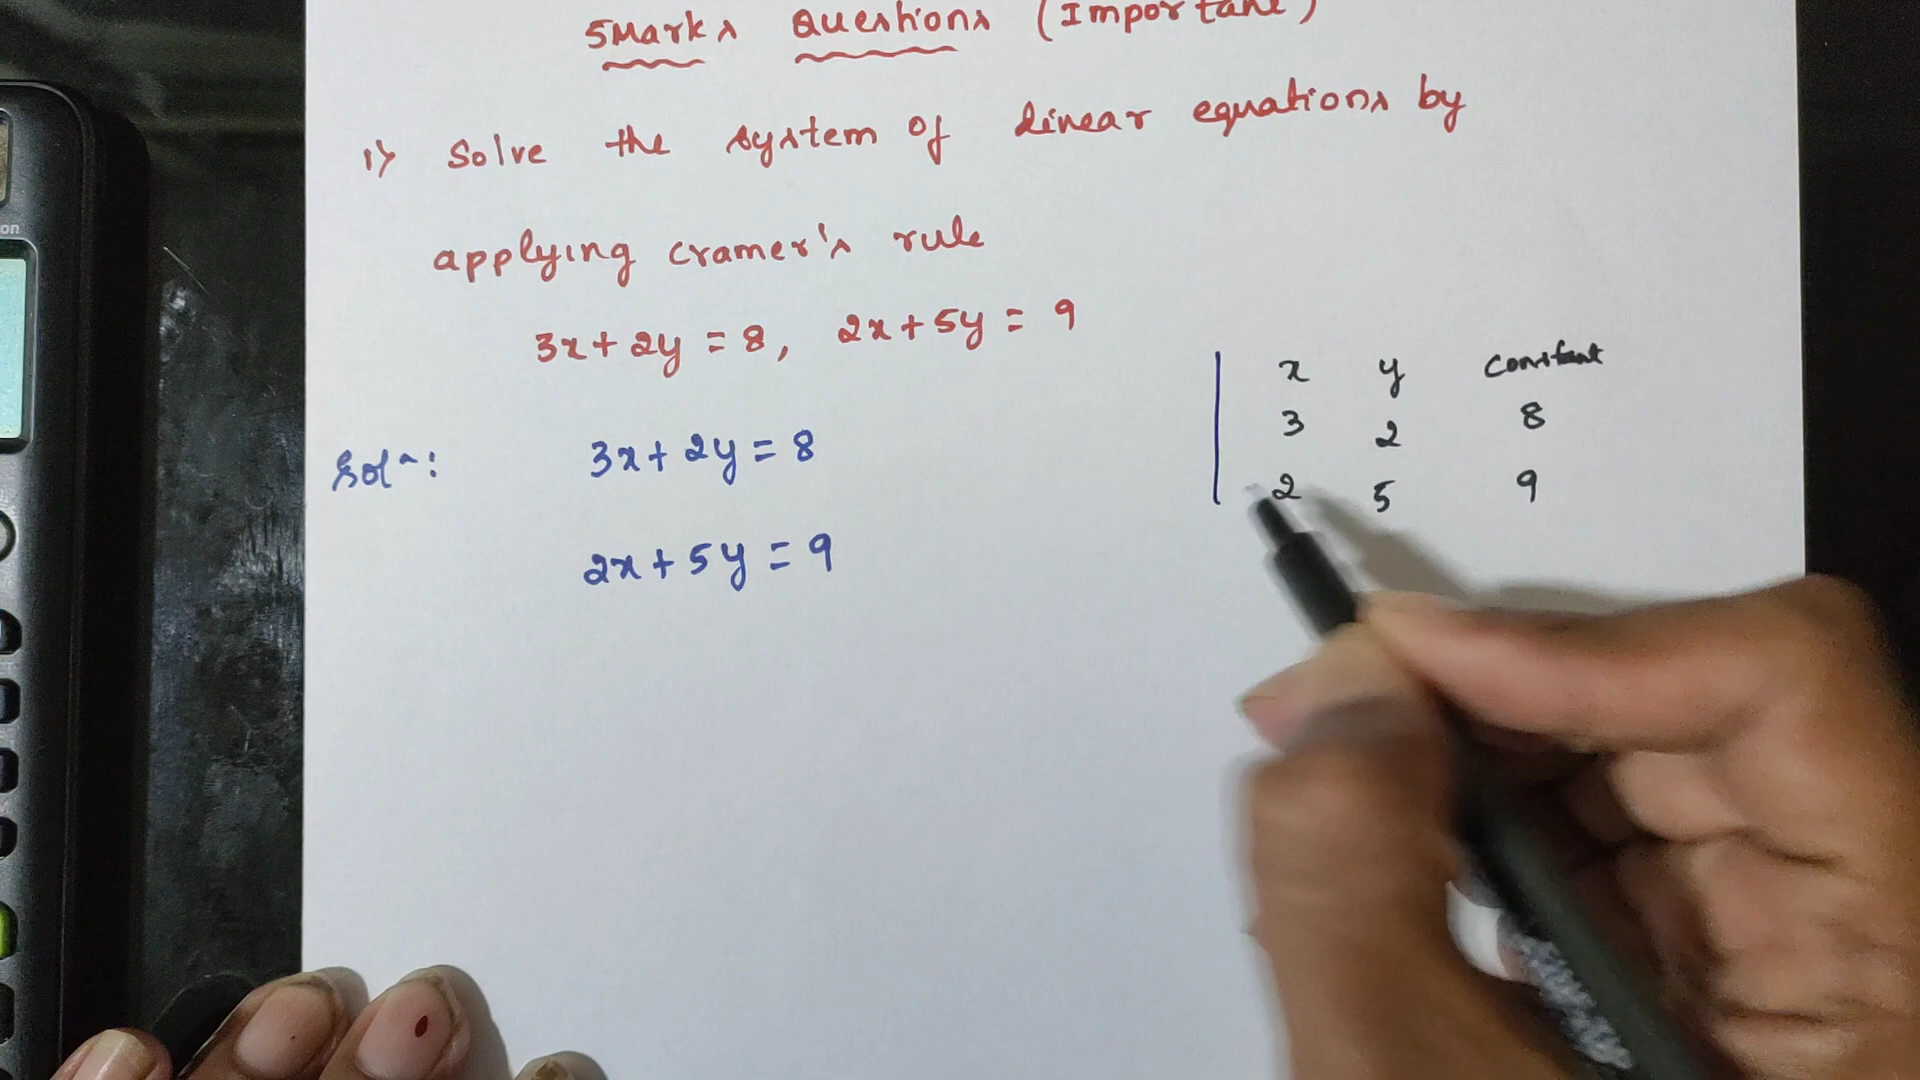 5Marks Questions (Important)
1) Solve the system of linear equations by
applying cramer's rule
3x + 2y = 8, 2x + 5y = 9
Soln:
3x + 2y = 8
2x + 5y = 9
x y constant
3 2 8
2 5 9
on